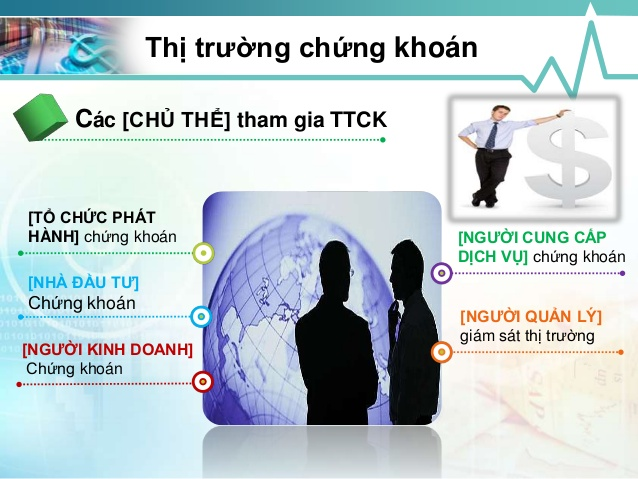 Thị trường chứng khoán
Các [CHỦ THỂ] tham gia TTCK
[TỔ CHỨC PHÁT
HÀNH] chứng khoán
[NHÀ ĐẦU TƯ]
Chứng khoán
[NGƯỜI KINH DOANH]
Chứng khoán
[NGƯỜI CUNG CẤP
DỊCH VỤ] chứng khoán
[NGƯỜI QUẢN LÝ]
giám sát thị trường